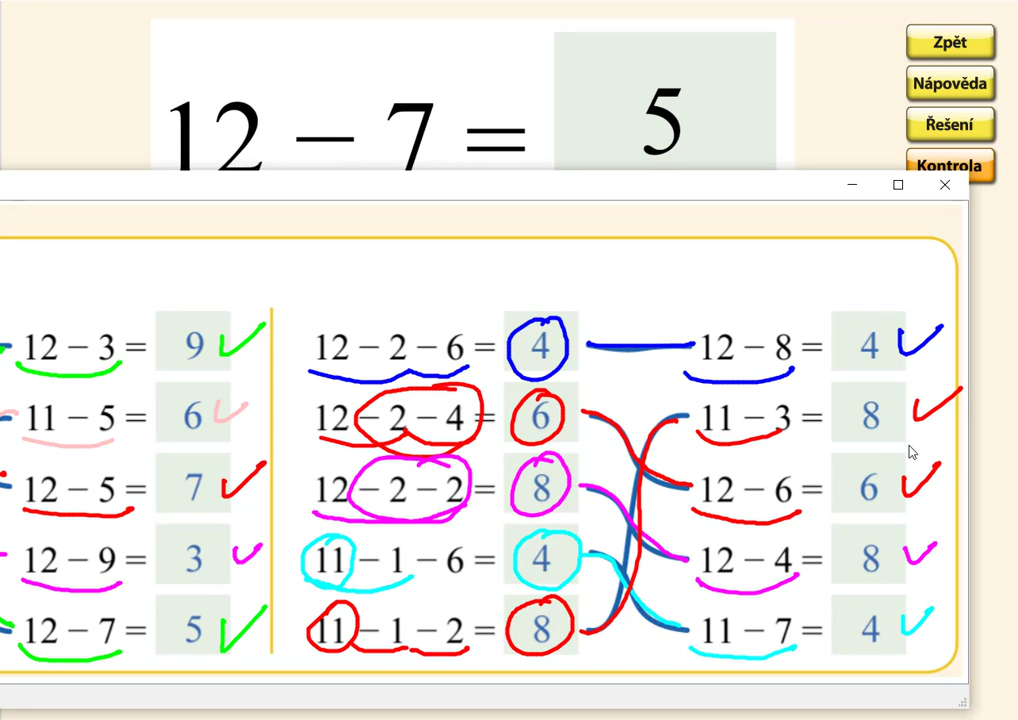 12 − 7 = 5
Zpět
Nápověda
Řešení
Kontrola
12 − 3 = 9
11 − 5 = 6
12 − 5 = 7
12 − 9 = 3
12 − 7 = 5
12 − 2 − 6 = 4
12 − 2 − 4 = 6
12 − 2 − 2 = 8
11 − 1 − 6 = 4
11 − 1 − 2 = 8
12 − 8 = 4
11 − 3 = 8
12 − 6 = 6
12 − 4 = 8
11 − 7 = 4